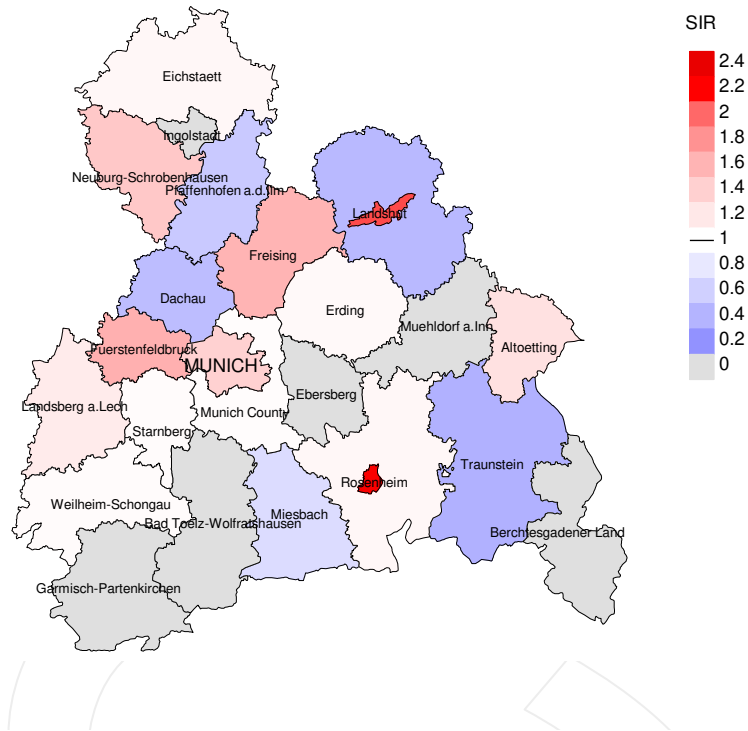 SIR
2.4
2.2
2
1.8
1.6
1.4
1.2
1
0.8
0.6
0.4
0.2
0
Eichstaett
Ingolstadt
Neuburg-Schrobenhausen
Pfaffenhofen a.d.Ilm
Landshut
Freising
Dachau
Erding
Muehldorf a.Inn
Altoetting
Fuerstenfeldbruck
MUNICH
Ebersberg
Landsberg a.Lech
Munich County
Starnberg
Traunstein
Rosenheim
Weilheim-Schongau
Miesbach
Bad Toelz-Wolfratshausen
Berchtesgadener Land
Garmisch-Partenkirchen